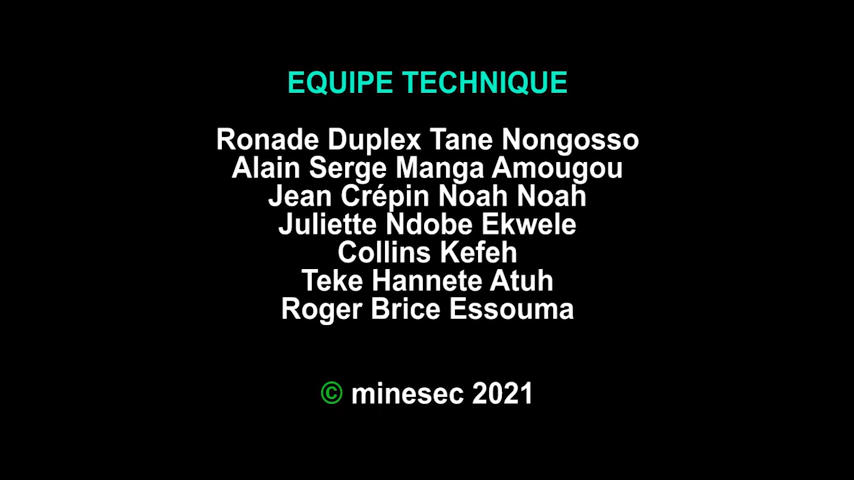 EQUIPE TECHNIQUE
Ronade Duplex Tane Nongosso
Alain Serge Manga Amougou
Jean Crépin Noah Noah
Juliette Ndobe Ekwele
Collins Kefeh
Teke Hannete Atuh
Roger Brice Essouma
© minesec 2021